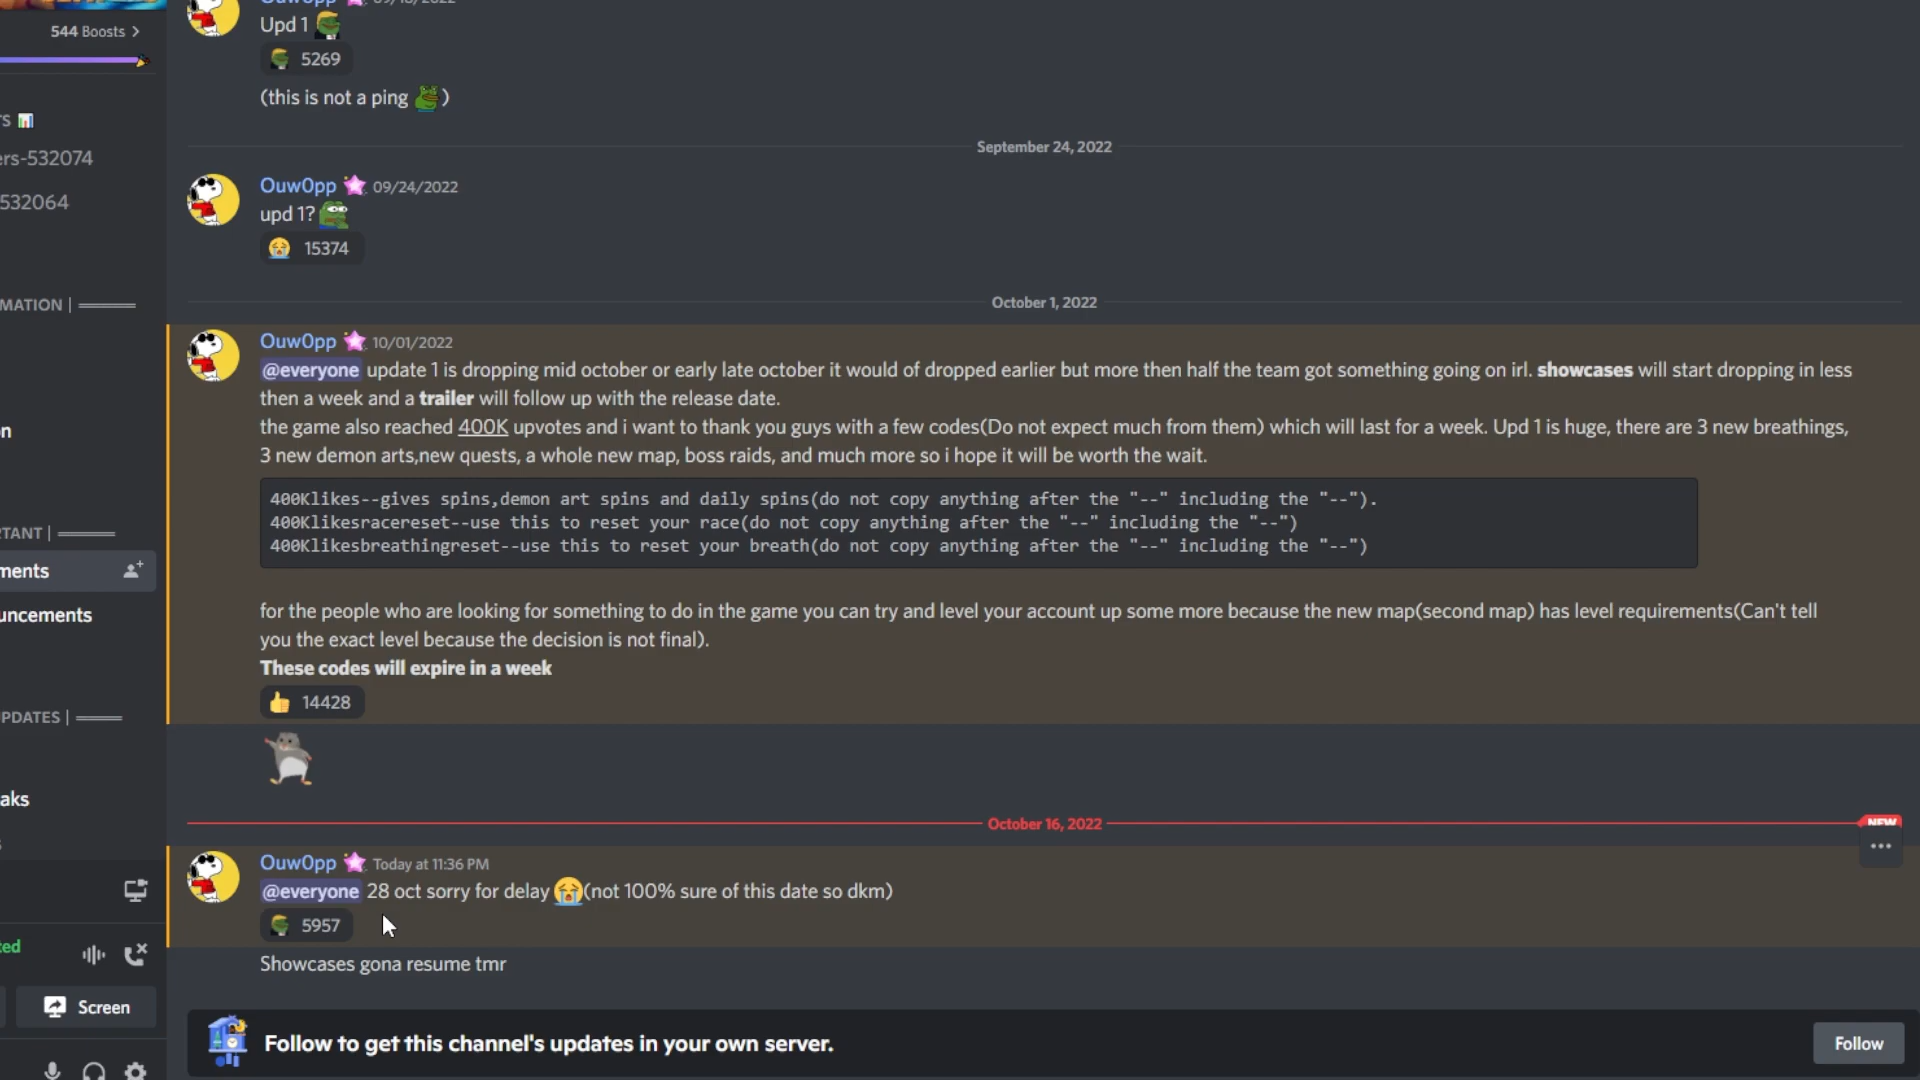 544 Boosts
Upd 1
5269
(this is not a ping )
September 24, 2022
OuwOpp 09/24/2022
upd 1?
15374
October 1, 2022
OuwOpp 10/01/2022
@everyone update 1 is dropping mid october or early late october it would of dropped earlier but more then half the team got something going on irl. showcases will start dropping in less
then a week and a trailer will follow up with the release date.
the game also reached 400K upvotes and i want to thank you guys with a few codes(Do not expect much from them) which will last for a week. Upd 1 is huge, there are 3 new breathings,
3 new demon arts,new quests, a whole new map, boss raids, and much more so i hope it will be worth the wait.
400Klikes--gives spins,demon art spins and daily spins(do not copy anything after the "--" including the "--").
400Klikesracereset--use this to reset your race(do not copy anything after the "--" including the "--")
400Klikesbreathingreset--use this to reset your breath(do not copy anything after the "--" including the "--")
for the people who are looking for something to do in the game you can try and level your account up some more because the new map(second map) has level requirements(Can't tell
you the exact level because the decision is not final).
These codes will expire in a week
14428
October 16, 2022
NEW
OuwOpp Today at 11:36 PM
@everyone 28 oct sorry for delay (not 100% sure of this date so dkm)
5957
Showcases gona resume tmr
Follow to get this channel's updates in your own server.
Follow
TS
ers-532074
532064
MATION |
on
RTANT |
ments
uncements
UPDATES |
aks
ted
Screen